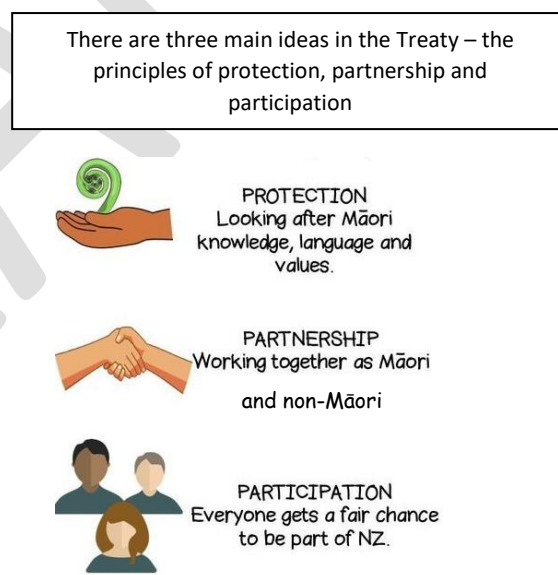 There are three main ideas in the Treaty – the
principles of protection, partnership and
participation
PROTECTION
Looking after Māori
knowledge, language and
values.
PARTNERSHIP
Working together as Māori
and non-Māori
PARTICIPATION
Everyone gets a fair chance
to be part of NZ.